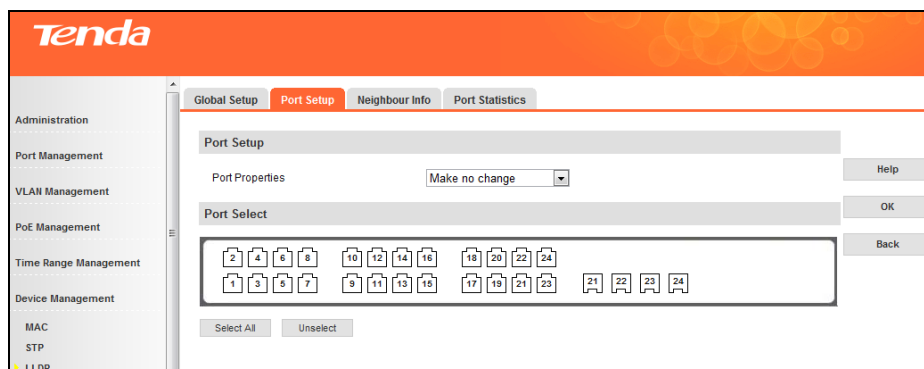 Tenda
Global Setup Port Setup Neighbour Info Port Statistics
Administration
Port Management
VLAN Management
PoE Management
Time Range Management
Device Management
MAC
STP
LLDP
Port Setup
Port Properties Make no change
Port Select
2 4 6 8 10 12 14 16 18 20 22 24
1 3 5 7 9 11 13 15 17 19 21 23 21 22 23 24
Select All Unselect
Help
OK
Back